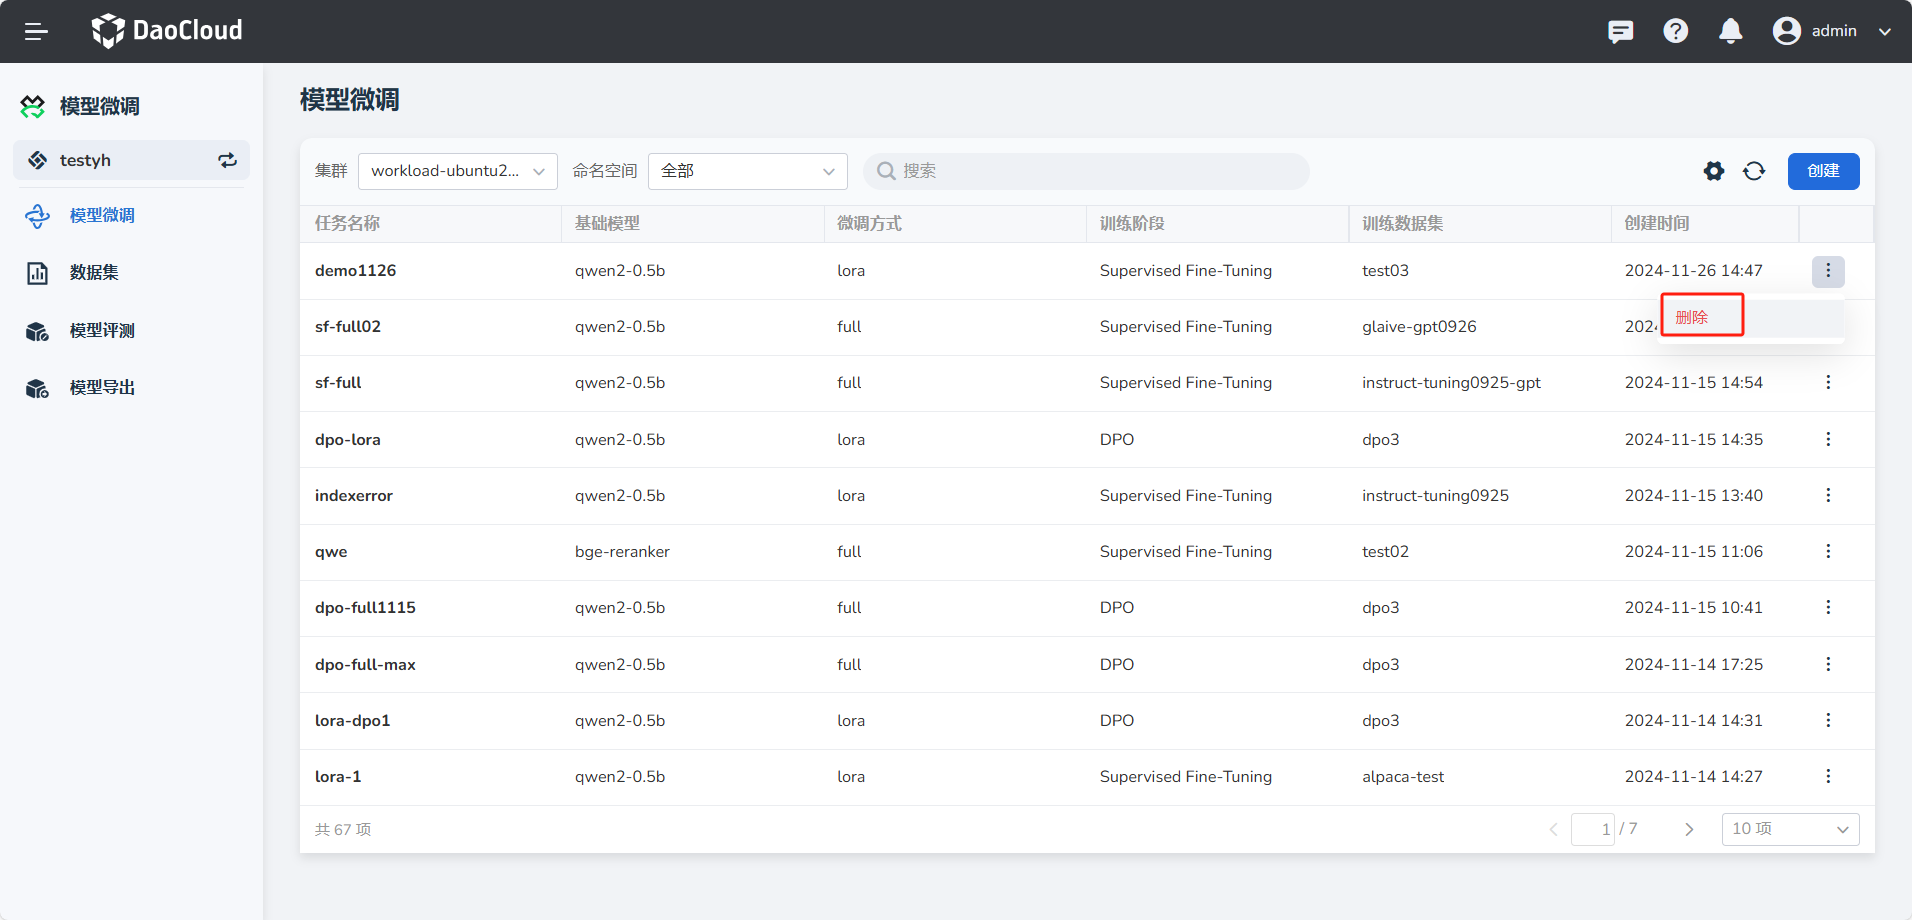 DaoCloud
admin
模型微调
testyh
模型微调
数据集
模型评测
模型导出
模型微调
集群 workload-ubuntu2... 命名空间 全部 搜索 创建
任务名称 基础模型 微调方式 训练阶段 训练数据集 创建时间
demo1126 qwen2-0.5b lora Supervised Fine-Tuning test03 2024-11-26 14:47
删除
sf-full02 qwen2-0.5b full Supervised Fine-Tuning glaive-gpt0926
sf-full qwen2-0.5b full Supervised Fine-Tuning instruct-tuning0925-gpt 2024-11-15 14:54
dpo-lora qwen2-0.5b lora DPO dpo3 2024-11-15 14:35
indexerror qwen2-0.5b lora Supervised Fine-Tuning instruct-tuning0925 2024-11-15 13:40
qwe bge-reranker full Supervised Fine-Tuning test02 2024-11-15 11:06
dpo-full1115 qwen2-0.5b full DPO dpo3 2024-11-15 10:41
dpo-full-max qwen2-0.5b full DPO dpo3 2024-11-14 17:25
lora-dpo1 qwen2-0.5b lora DPO dpo3 2024-11-14 14:31
lora-1 qwen2-0.5b lora Supervised Fine-Tuning alpaca-test 2024-11-14 14:27
共 67 项 1 / 7 10 项